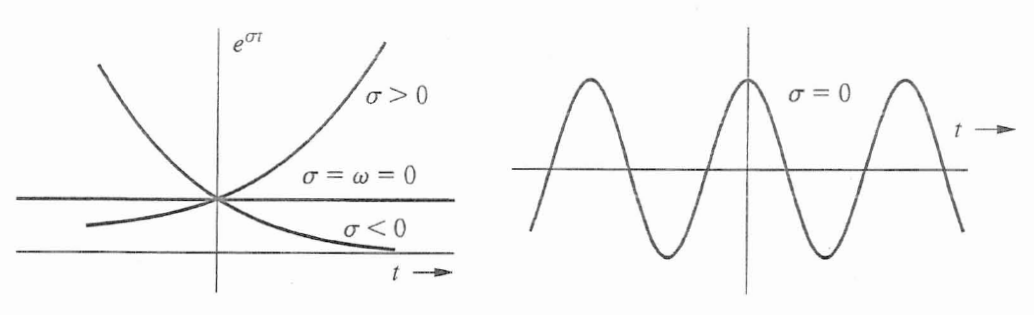 e^{σt}
σ > 0
σ = ω = 0
σ < 0
t →
σ = 0
t →